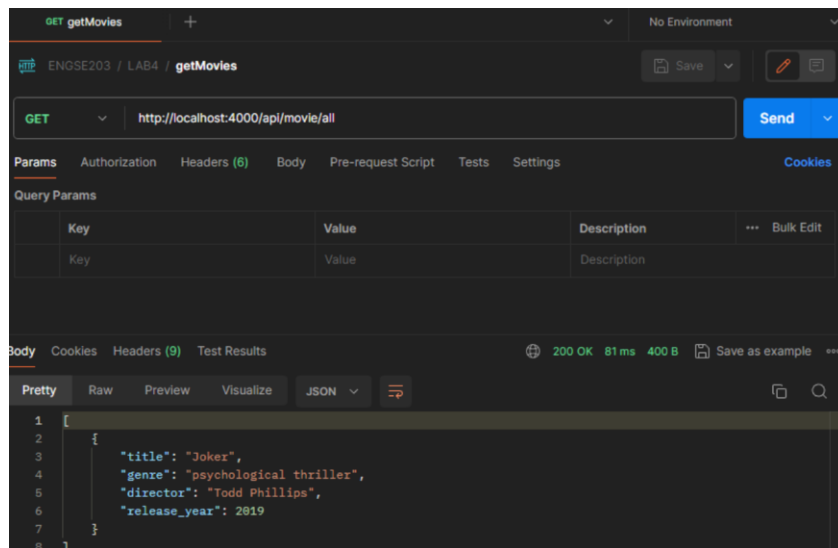 GET getMovies
No Environment
HTTP ENGSE203 / LAB4 / getMovies
Save
GET http://localhost:4000/api/movie/all Send
Params Authorization Headers (6) Body Pre-request Script Tests Settings Cookies
Query Params
Key Value Description Bulk Edit
Key Value Description
Body Cookies Headers (9) Test Results 200 OK 81 ms 400 B Save as example
Pretty Raw Preview Visualize JSON
1 [
2 {
3 "title": "Joker",
4 "genre": "psychological thriller",
5 "director": "Todd Phillips",
6 "release_year": 2019
7 }
8 ]